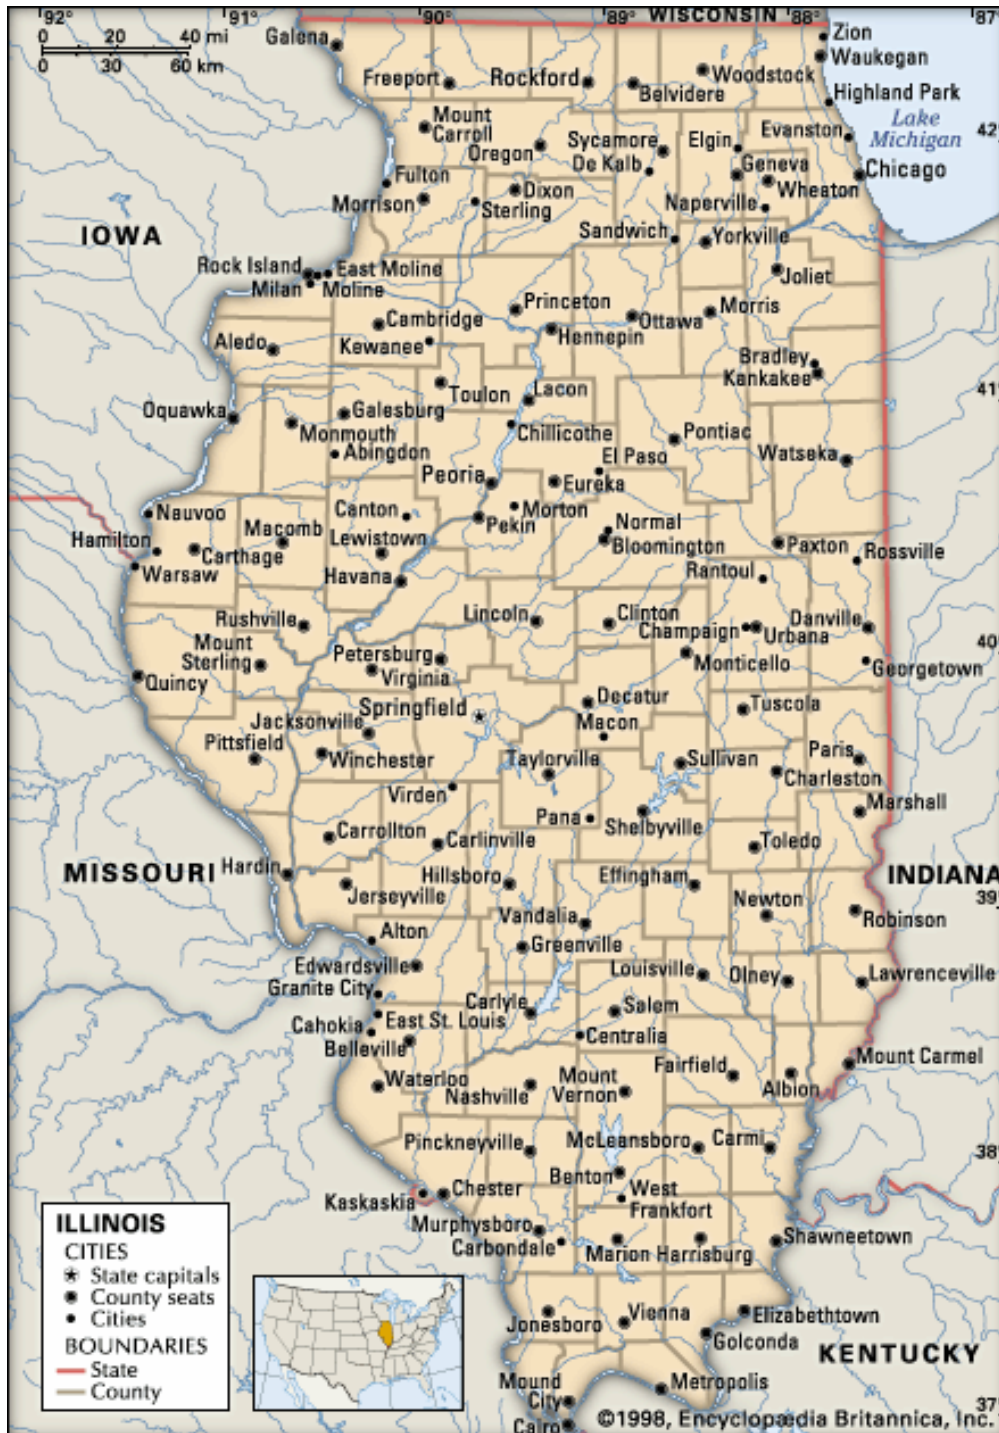 92°
91°
90°
89°
88°
87°
WISCONSIN
0 20 40 mi
0 30 60 km
Galena
Zion
Waukegan
Freeport
Rockford
Belvidere
Woodstock
Highland Park
Lake
Michigan
42°
Mount
Carroll
Oregon
Sycamore
De Kalb
Elgin
Evanston
Geneva
Chicago
Fulton
Dixon
Wheaton
Morrison
Sterling
Naperville
Sandwich
Yorkville
IOWA
Rock Island
East Moline
Milan
Moline
Joliet
Princeton
Morris
Cambridge
Ottawa
Hennepin
Aledo
Kewanee
Bradley
Kankakee
41°
Toulon
Lacon
Oquawka
Galesburg
Monmouth
Chillicothe
Pontiac
Abingdon
El Paso
Watseka
Peoria
Eureka
Nauvoo
Canton
Morton
Pekin
Normal
Hamilton
Macomb
Lewistown
Bloomington
Paxton
Carthage
Rossville
Warsaw
Havana
Rantoul
Rushville
Lincoln
Clinton
Champaign
Urbana
Danville
40°
Mount
Sterling
Petersburg
Virginia
Monticello
Georgetown
Quincy
Springfield
Decatur
Macon
Tuscola
Jacksonville
Pittsfield
Winchester
Taylorville
Sullivan
Paris
Charleston
Virden
Marshall
Pana
Shelbyville
Carrollton
Carlinville
Toledo
MISSOURI
Hardin
Hillsboro
Effingham
INDIANA
Jerseyville
Newton
39°
Vandalia
Robinson
Alton
Greenville
Edwardsville
Louisville
Olney
Lawrenceville
Granite City
Carlyle
Salem
East St. Louis
Cahokia
Centralia
Belleville
Mount Carmel
Fairfield
Waterloo
Nashville
Mount
Vernon
Albion
Pinckneyville
McLeansboro
Carmi
38°
Benton
Kaskaskia
Chester
West
Frankfort
Murphysboro
Carbondale
Marion
Harrisburg
Shawneetown
ILLINOIS
CITIES
State capitals
County seats
Cities
BOUNDARIES
State
County
Jonesboro
Vienna
Elizabethtown
Golconda
KENTUCKY
Mound
City
Metropolis
Cairo
37°
©1998, Encyclopædia Britannica, Inc.